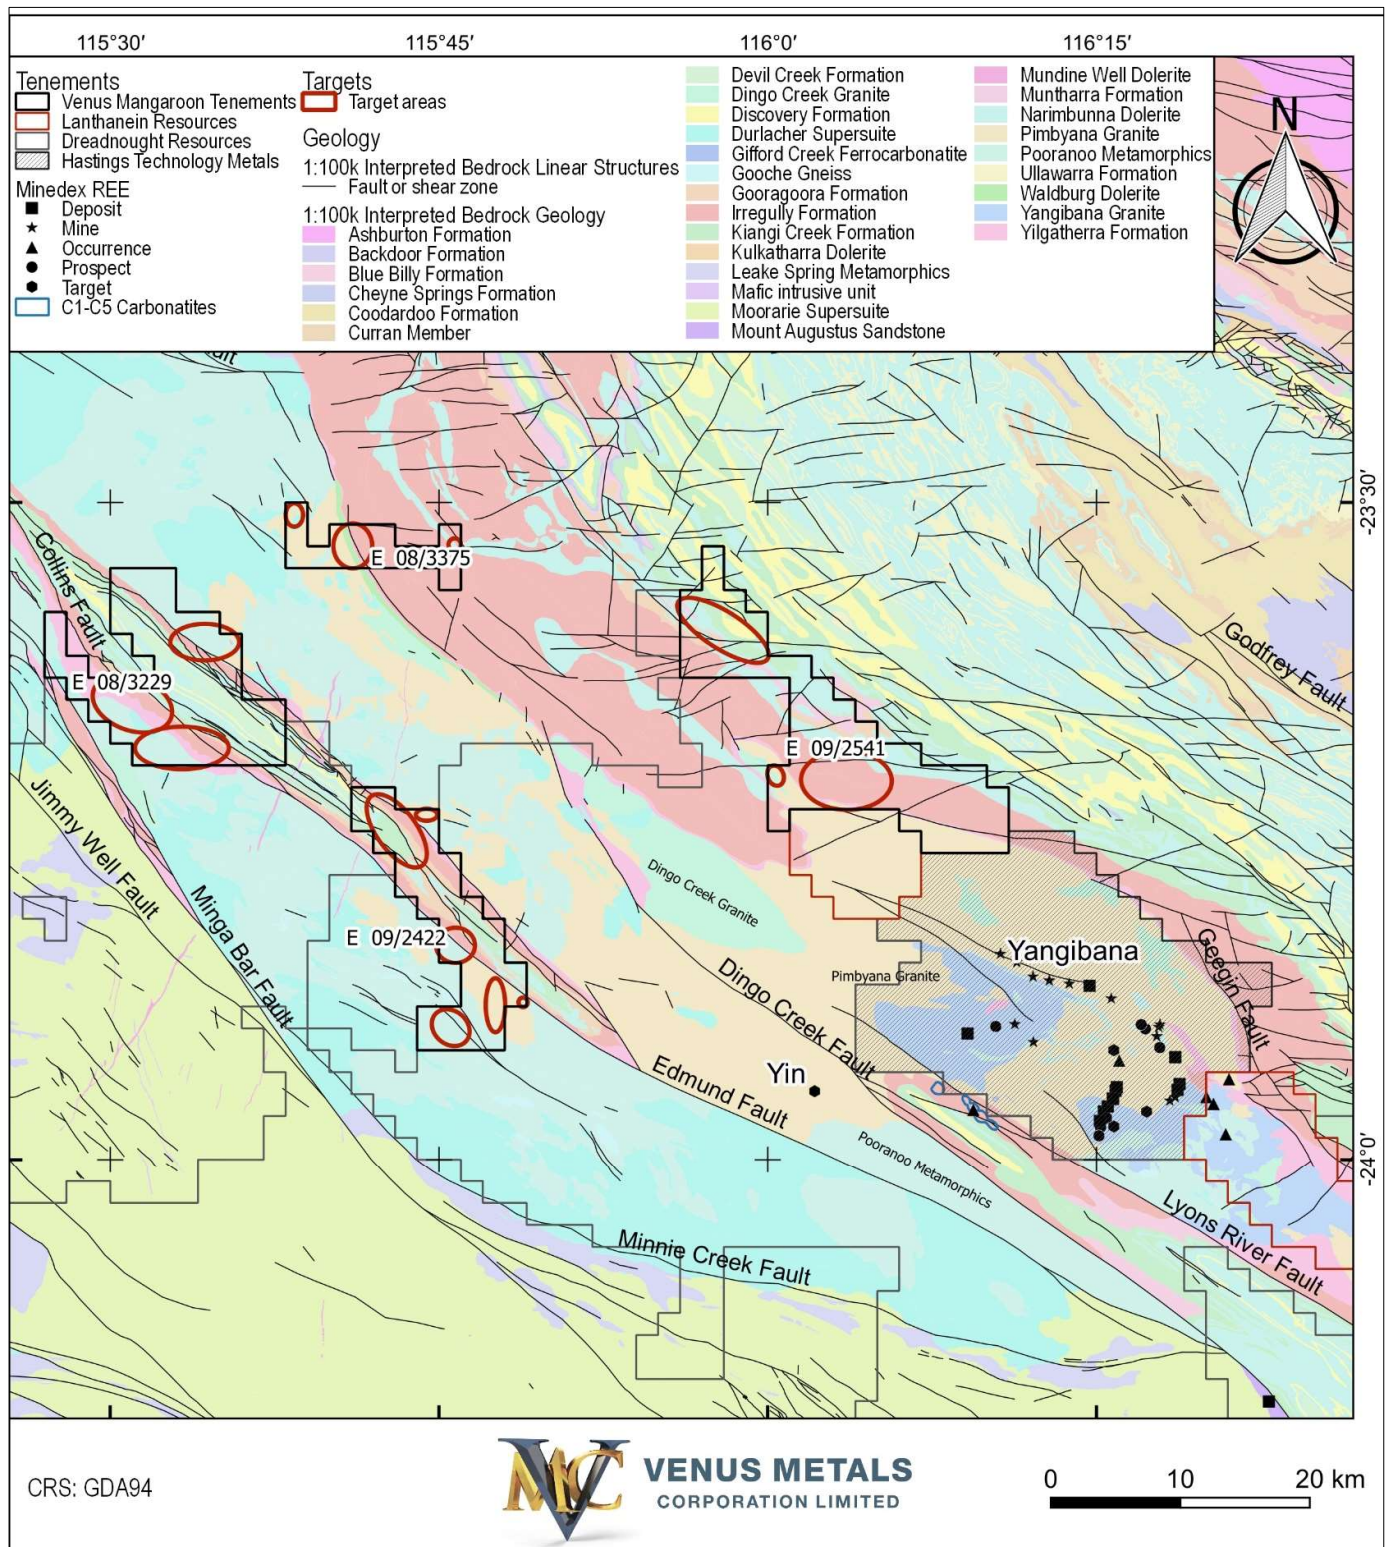 115°30′ 115°45′ 116°0′ 116°15′
Tenements
Venus Mangaroon Tenements
Lanthanein Resources
Dreadnought Resources
Hastings Technology Metals
Minedex REE
Deposit
Mine
Occurrence
Prospect
Target
C1-C5 Carbonatites
Targets
Target areas
Geology
1:100k Interpreted Bedrock Linear Structures
Fault or shear zone
1:100k Interpreted Bedrock Geology
Ashburton Formation
Backdoor Formation
Blue Billy Formation
Cheyne Springs Formation
Coodardoo Formation
Curran Member
Devil Creek Formation
Dingo Creek Granite
Discovery Formation
Durlacher Supersuite
Gifford Creek Ferrocarbonatite
Gooche Gneiss
Gooragoora Formation
Irregully Formation
Kiangi Creek Formation
Kulkatharra Dolerite
Leake Spring Metamorphics
Mafic intrusive unit
Moorarie Supersuite
Mount Augustus Sandstone
Mundine Well Dolerite
Muntharra Formation
Narimbunna Dolerite
Pimbyana Granite
Pooranoo Metamorphics
Ullawarra Formation
Waldburg Dolerite
Yangibana Granite
Yilgatherra Formation
N
-23°30′
E 08/3375
Collins Fault
Godfrey Fault
E 08/3229
E 09/2541
Jimmy Well Fault
Minga Bar Fault
Dingo Creek Granite
E 09/2422
Yangibana
Geegin Fault
Pimbyana Granite
Dingo Creek Fault
Yin
Edmund Fault
Pooranoo Metamorphics
-24°0′
Lyons River Fault
Minnie Creek Fault
CRS: GDA94
VMC
VENUS METALS
CORPORATION LIMITED
0 10 20 km